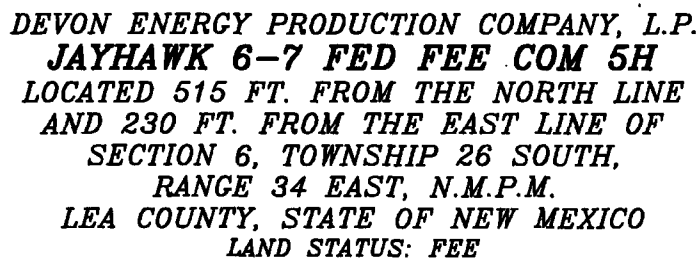 DEVON ENERGY PRODUCTION COMPANY, L.P.
JAYHAWK 6-7 FED FEE COM 5H
LOCATED 515 FT. FROM THE NORTH LINE
AND 230 FT. FROM THE EAST LINE OF
SECTION 6, TOWNSHIP 26 SOUTH,
RANGE 34 EAST, N.M.P.M.
LEA COUNTY, STATE OF NEW MEXICO
LAND STATUS: FEE